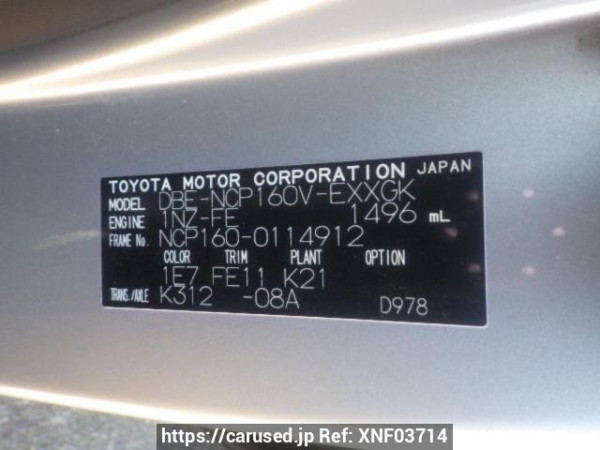 TOYOTA MOTOR CORPORATION JAPAN
MODEL DBE-NCP160V-EXXGK
ENGINE 1NZ-FE 1496 mL
FRAME No. NCP160-0114912
COLOR TRIM PLANT OPTION
1E7 FE11 K21
TRANS./AXLE K312 -08A
D978
https://carused.jp Ref: XNF03714